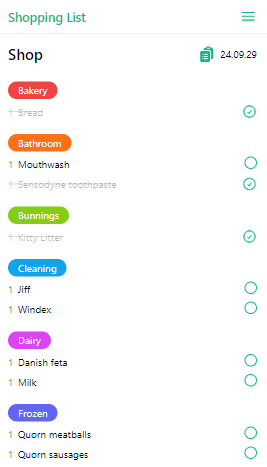 Shopping List
Shop 24.09.29
Bakery
1 Bread
Bathroom
1 Mouthwash
1 Sensodyne toothpaste
Bunnings
1 Kitty Litter
Cleaning
1 Jiff
1 Windex
Dairy
1 Danish feta
1 Milk
Frozen
1 Quorn meatballs
1 Quorn sausages